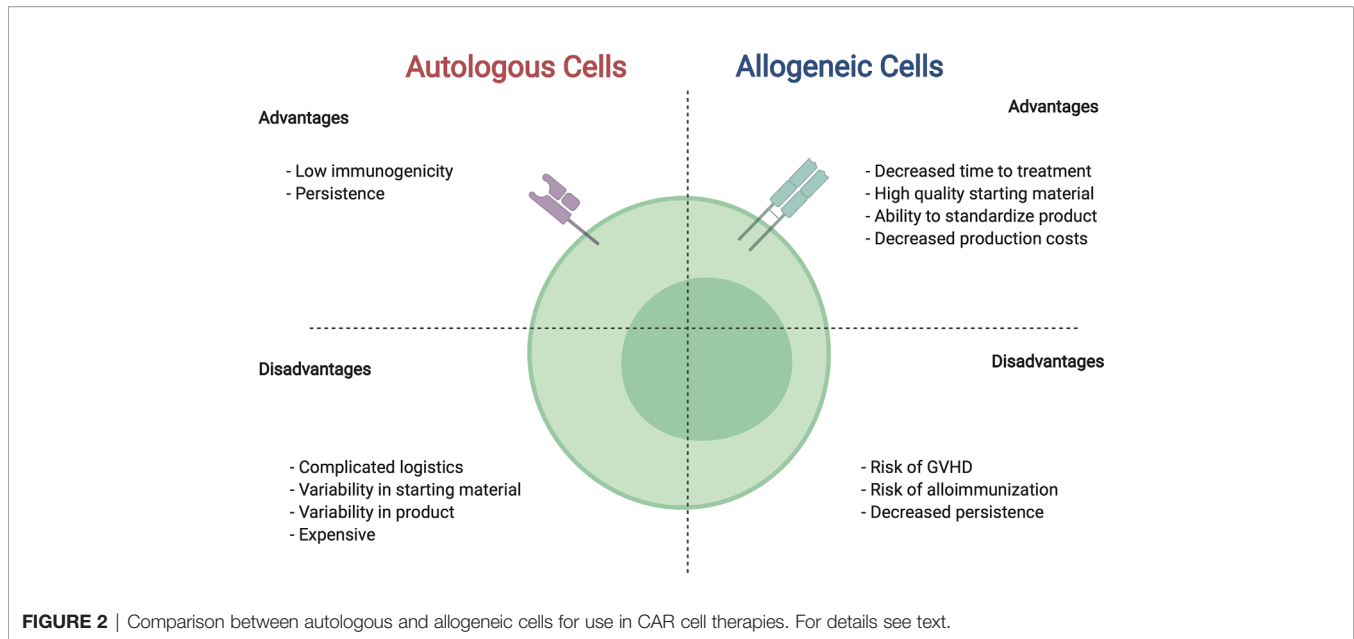 Autologous Cells
Advantages
- Low immunogenicity
- Persistence
Allogeneic Cells
Advantages
- Decreased time to treatment
- High quality starting material
- Ability to standardize product
- Decreased production costs
Disadvantages
- Complicated logistics
- Variability in starting material
- Variability in product
- Expensive
Disadvantages
- Risk of GVHD
- Risk of alloimmunization
- Decreased persistence
FIGURE 2 | Comparison between autologous and allogeneic cells for use in CAR cell therapies. For details see text.